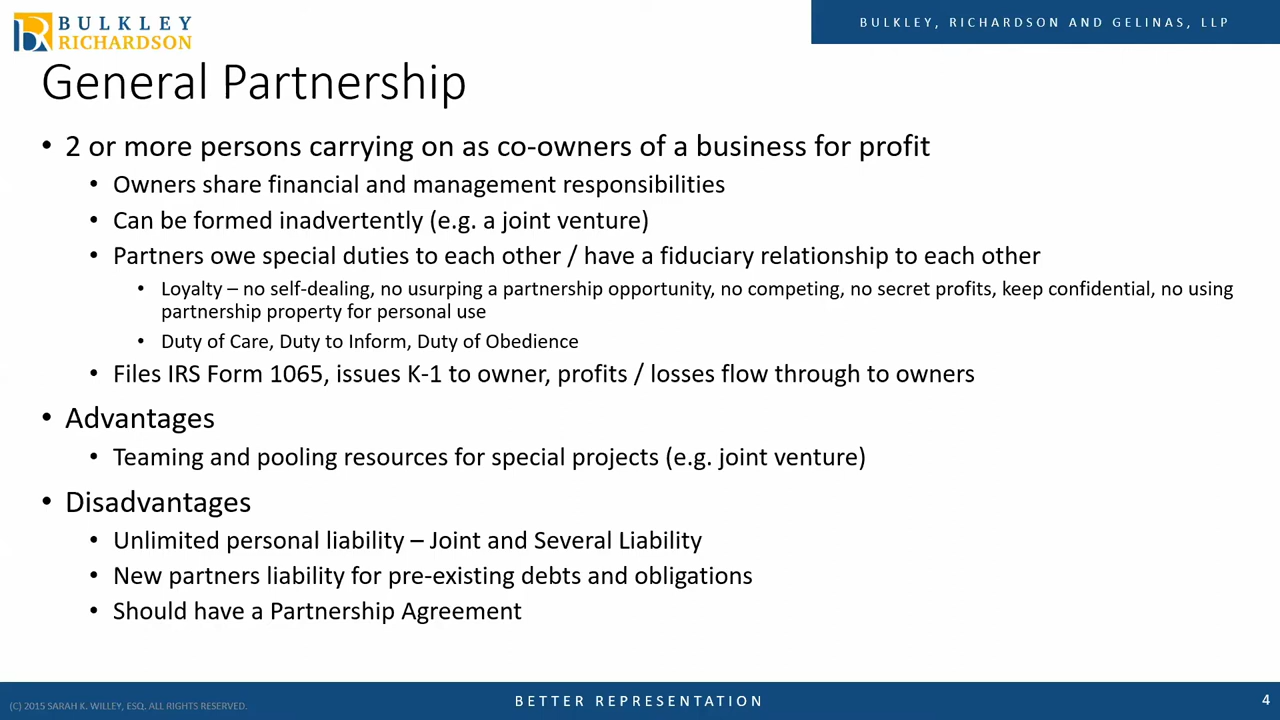 BULKLEY
RICHARDSON
BULKLEY, RICHARDSON AND GELINAS, LLP
General Partnership
• 2 or more persons carrying on as co-owners of a business for profit
• Owners share financial and management responsibilities
• Can be formed inadvertently (e.g. a joint venture)
• Partners owe special duties to each other / have a fiduciary relationship to each other
• Loyalty – no self-dealing, no usurping a partnership opportunity, no competing, no secret profits, keep confidential, no using
partnership property for personal use
• Duty of Care, Duty to Inform, Duty of Obedience
• Files IRS Form 1065, issues K-1 to owner, profits / losses flow through to owners
• Advantages
• Teaming and pooling resources for special projects (e.g. joint venture)
• Disadvantages
• Unlimited personal liability – Joint and Several Liability
• New partners liability for pre-existing debts and obligations
• Should have a Partnership Agreement
(C) 2015 SARAH K. WILLEY, ESQ. ALL RIGHTS RESERVED.
BETTER REPRESENTATION
4